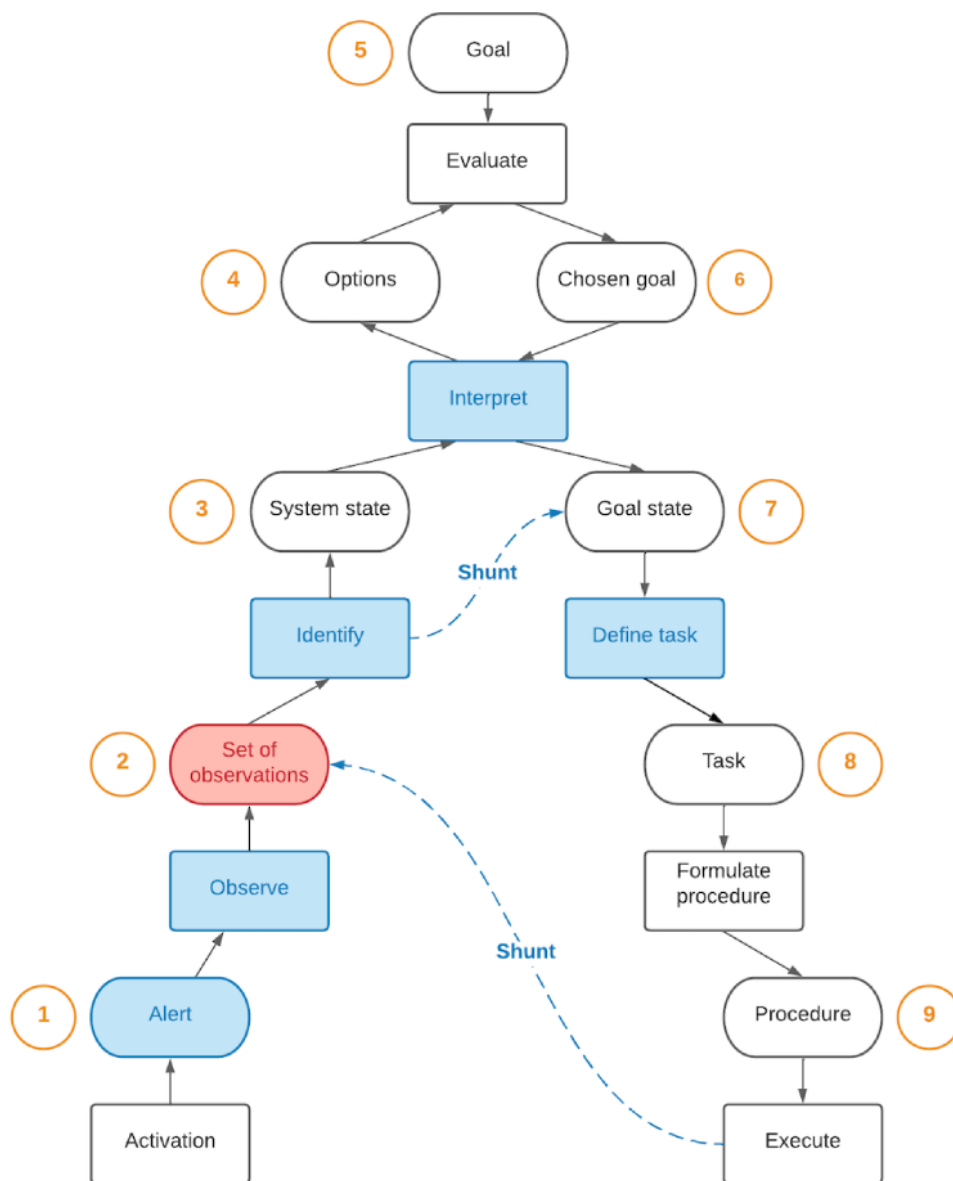 5
Goal
Evaluate
4
Options
Chosen goal
6
Interpret
3
System state
Goal state
7
Shunt
Identify
Define task
2
Set of
observations
Task
8
Observe
Formulate
procedure
Shunt
1
Alert
Procedure
9
Activation
Execute